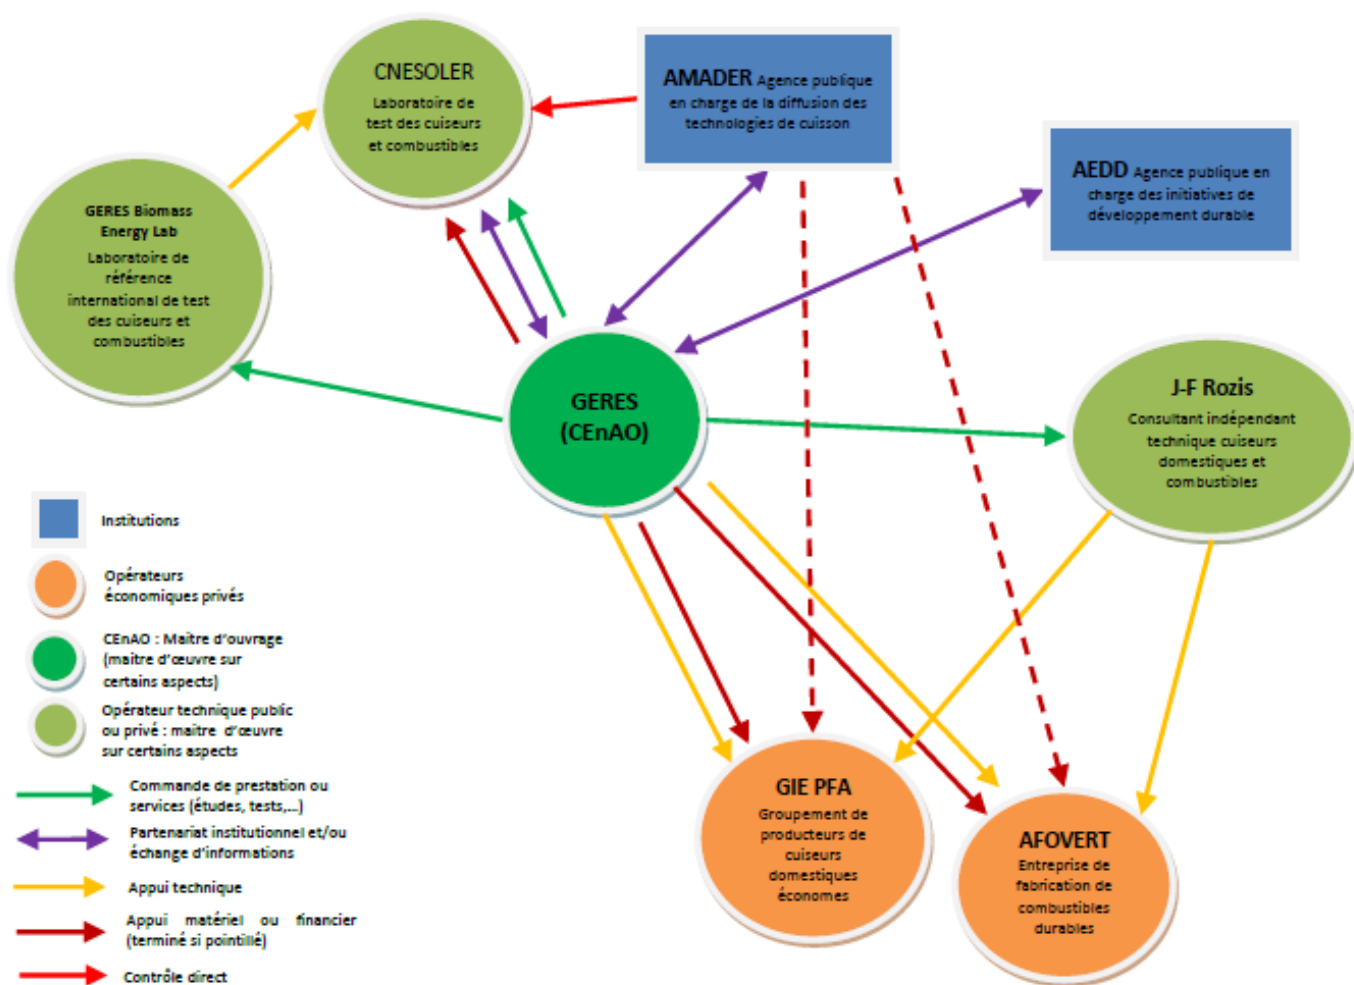 CNESOLER
Laboratoire de
test des cuiseurs
et combustibles
AMADER Agence publique
en charge de la diffusion des
technologies de cuisson
AEDD Agence publique en
charge des initiatives de
développement durable
GERES Biomass
Energy Lab
Laboratoire de
référence
international de test
des cuiseurs et
combustibles
GERES
(CEnAO)
J-F Rozis
Consultant indépendant
technique cuiseurs
domestiques et
combustibles
Institutions
Opérateurs
économiques privés
CEnAO : Maître d'ouvrage
(maître d'œuvre sur
certains aspects)
Opérateur technique public
ou privé : maître d'œuvre
sur certains aspects
Commande de prestation ou
services (études, tests,...)
Partenariat institutionnel et/ou
échange d'informations
Appui technique
Appui matériel ou financier
(terminé si pointillé)
Contrôle direct
GIE PFA
Groupement de
producteurs de
cuiseurs
domestiques
économes
AFOVERT
Entreprise de
fabrication de
combustibles
durables